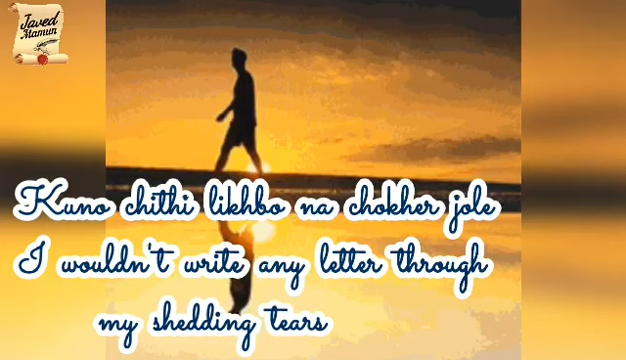 Javed
Mamun
Kuno chithi likhbo na chokher jole
I wouldn't write any letter through
my shedding tears